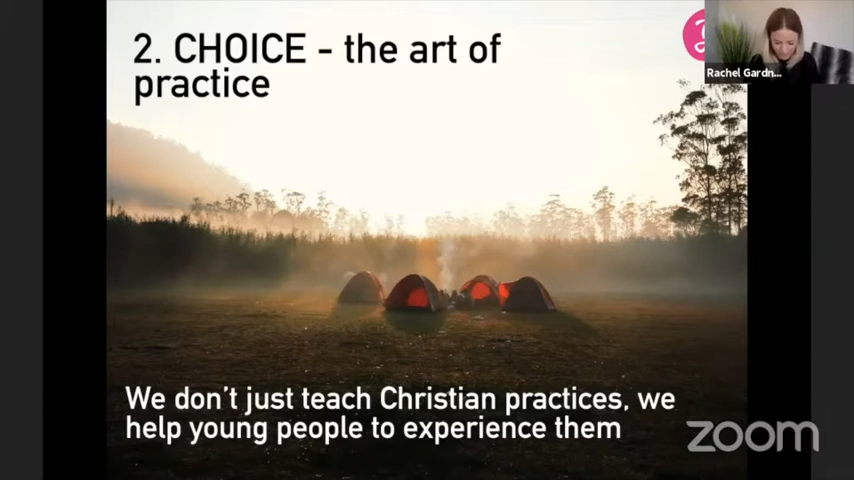 2. CHOICE - the art of
practice
Rachel Gardn...
We don't just teach Christian practices, we
help young people to experience them
zoom